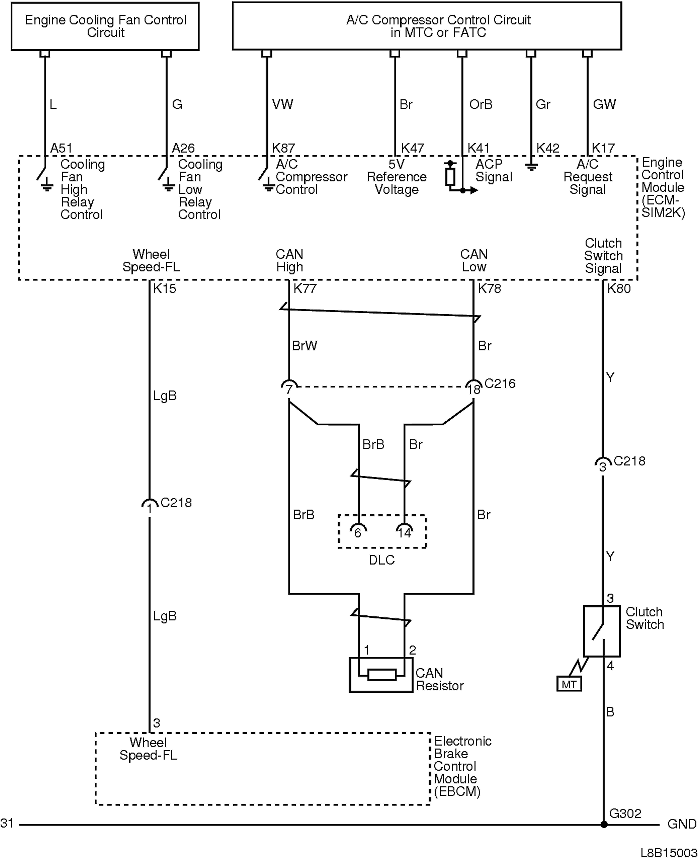 Engine Cooling Fan Control
Circuit
A/C Compressor Control Circuit
in MTC or FATC
L
G
VW
Br
OrB
Gr
GW
A51
A26
K87
K47
K41
K42
K17
Cooling
Fan
High
Relay
Control
Cooling
Fan
Low
Relay
Control
A/C
Compressor
Control
5V
Reference
Voltage
ACP
Signal
A/C
Request
Signal
Engine
Control
Module
(ECM-
SIM2K)
Wheel
Speed-FL
CAN
High
CAN
Low
Clutch
Switch
Signal
K15
K77
K78
K80
BrW
Br
Y
7
18
C216
LgB
BrB
Br
C218
3
C218
1
BrB
Br
6
14
DLC
Y
LgB
3
Clutch
Switch
4
MT
1
2
CAN
Resistor
B
3
Wheel
Speed-FL
Electronic
Brake
Control
Module
(EBCM)
G302
31
GND
L8B15003